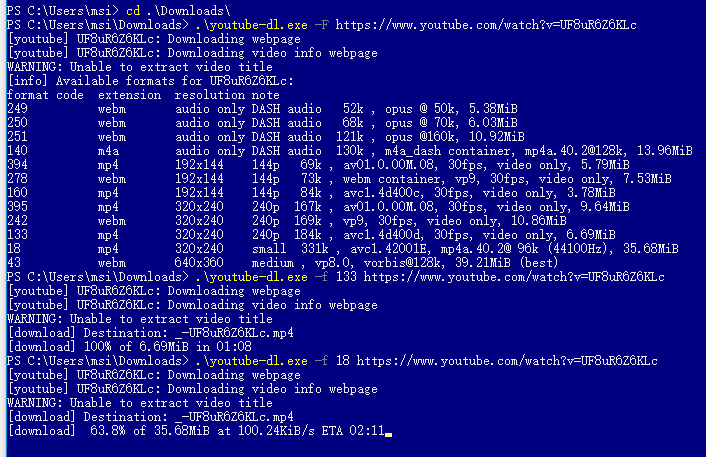 PS C:\Users\msi> cd .\Downloads\
PS C:\Users\msi\Downloads> .\youtube-dl.exe -F https://www.youtube.com/watch?v=UF8uR6Z6KLc
[youtube] UF8uR6Z6KLc: Downloading webpage
[youtube] UF8uR6Z6KLc: Downloading video info webpage
WARNING: Unable to extract video title
[info] Available formats for UF8uR6Z6KLc:
format code  extension  resolution note
249          webm       audio only DASH audio   52k , opus @ 50k, 5.38MiB
250          webm       audio only DASH audio   68k , opus @ 70k, 6.03MiB
251          webm       audio only DASH audio  121k , opus @160k, 10.92MiB
140          m4a        audio only DASH audio  130k , m4a_dash container, mp4a.40.2@128k, 13.96MiB
394          mp4        192x144    144p   69k , av01.0.00M.08, 30fps, video only, 5.79MiB
278          webm       192x144    144p   73k , webm container, vp9, 30fps, video only, 7.53MiB
160          mp4        192x144    144p   84k , avc1.4d400c, 30fps, video only, 3.78MiB
395          mp4        320x240    240p  167k , av01.0.00M.08, 30fps, video only, 9.64MiB
242          webm       320x240    240p  169k , vp9, 30fps, video only, 10.86MiB
133          mp4        320x240    240p  184k , avc1.4d400d, 30fps, video only, 6.69MiB
18           mp4        320x240    small  331k , avc1.42001E, mp4a.40.2@ 96k (44100Hz), 35.68MiB
43           webm       640x360    medium , vp8.0, vorbis@128k, 39.21MiB (best)
PS C:\Users\msi\Downloads> .\youtube-dl.exe -f 133 https://www.youtube.com/watch?v=UF8uR6Z6KLc
[youtube] UF8uR6Z6KLc: Downloading webpage
[youtube] UF8uR6Z6KLc: Downloading video info webpage
WARNING: Unable to extract video title
[download] Destination: _-UF8uR6Z6KLc.mp4
[download] 100% of 6.69MiB in 01:08
PS C:\Users\msi\Downloads> .\youtube-dl.exe -f 18 https://www.youtube.com/watch?v=UF8uR6Z6KLc
[youtube] UF8uR6Z6KLc: Downloading webpage
[youtube] UF8uR6Z6KLc: Downloading video info webpage
WARNING: Unable to extract video title
[download] Destination: _-UF8uR6Z6KLc.mp4
[download]  63.8% of 35.68MiB at 100.24KiB/s ETA 02:11